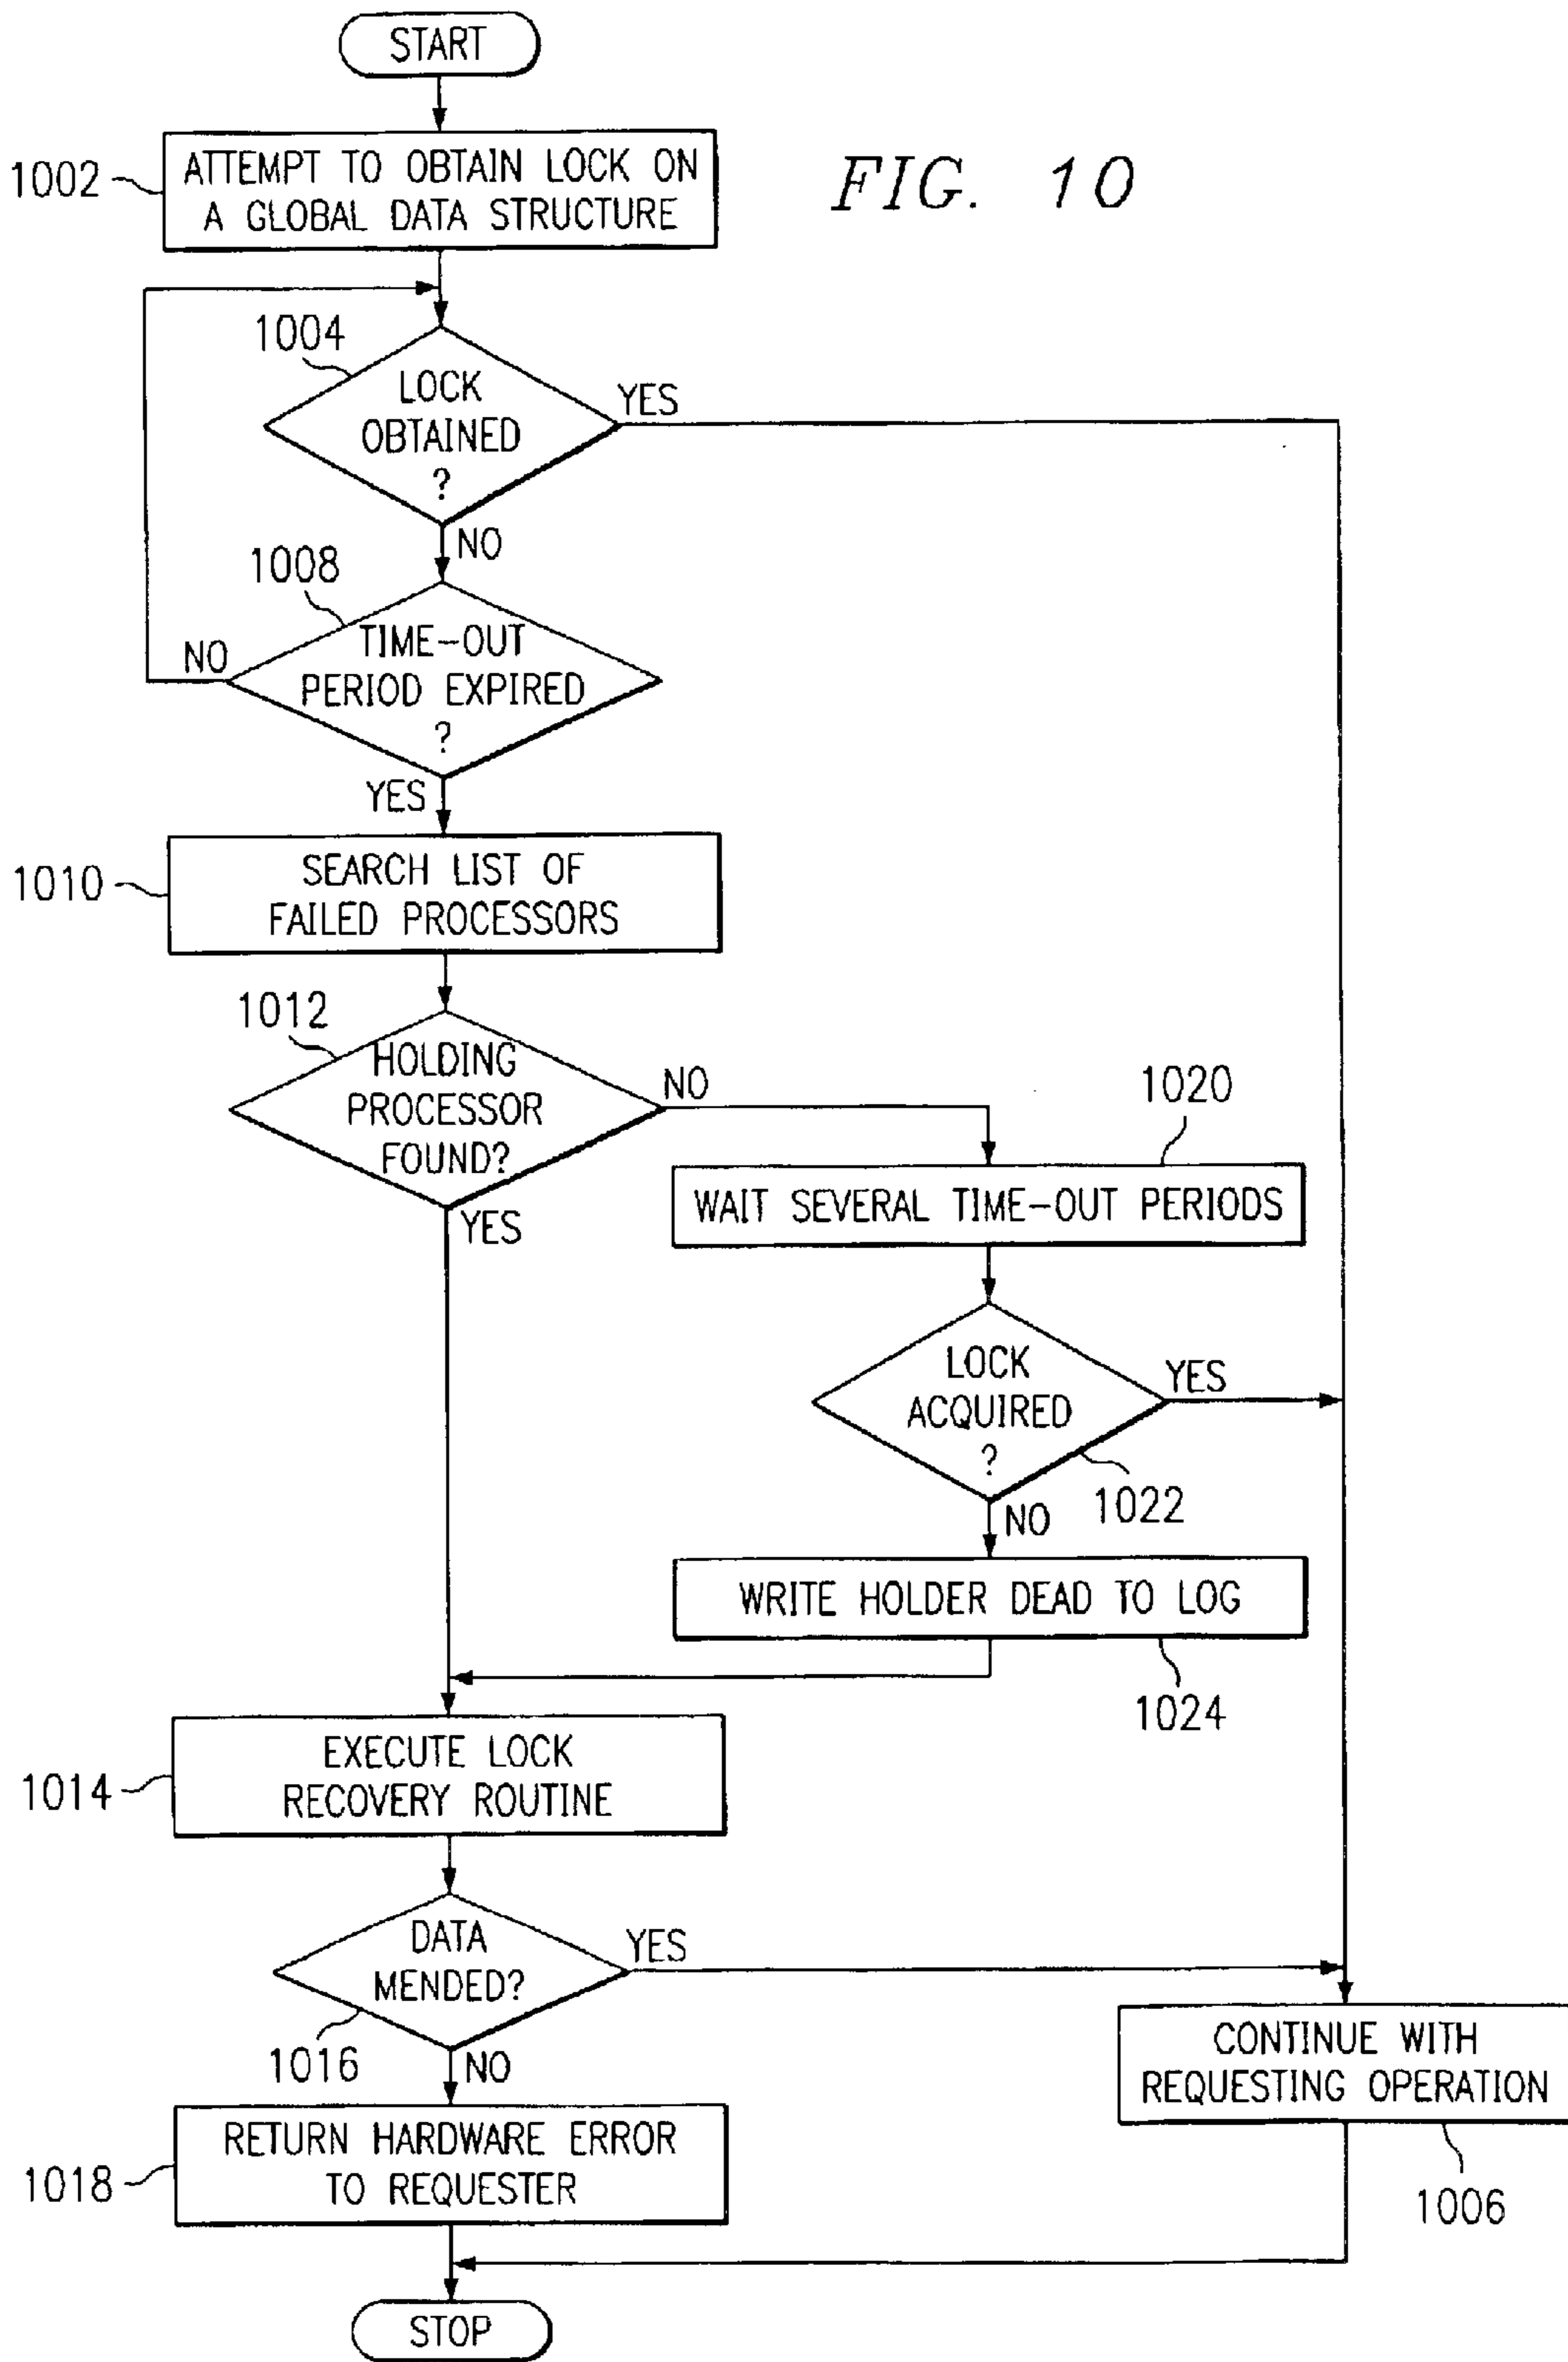 START
1002
ATTEMPT TO OBTAIN LOCK ON
A GLOBAL DATA STRUCTURE
FIG. 10
1004
LOCK
OBTAINED
?
YES
NO
1008
TIME-OUT
PERIOD EXPIRED
?
NO
YES
1010
SEARCH LIST OF
FAILED PROCESSORS
1012
HOLDING
PROCESSOR
FOUND?
NO
YES
1020
WAIT SEVERAL TIME-OUT PERIODS
LOCK
ACQUIRED
?
YES
1022
NO
WRITE HOLDER DEAD TO LOG
1024
1014
EXECUTE LOCK
RECOVERY ROUTINE
DATA
MENDED?
YES
1016
NO
CONTINUE WITH
REQUESTING OPERATION
1006
1018
RETURN HARDWARE ERROR
TO REQUESTER
STOP